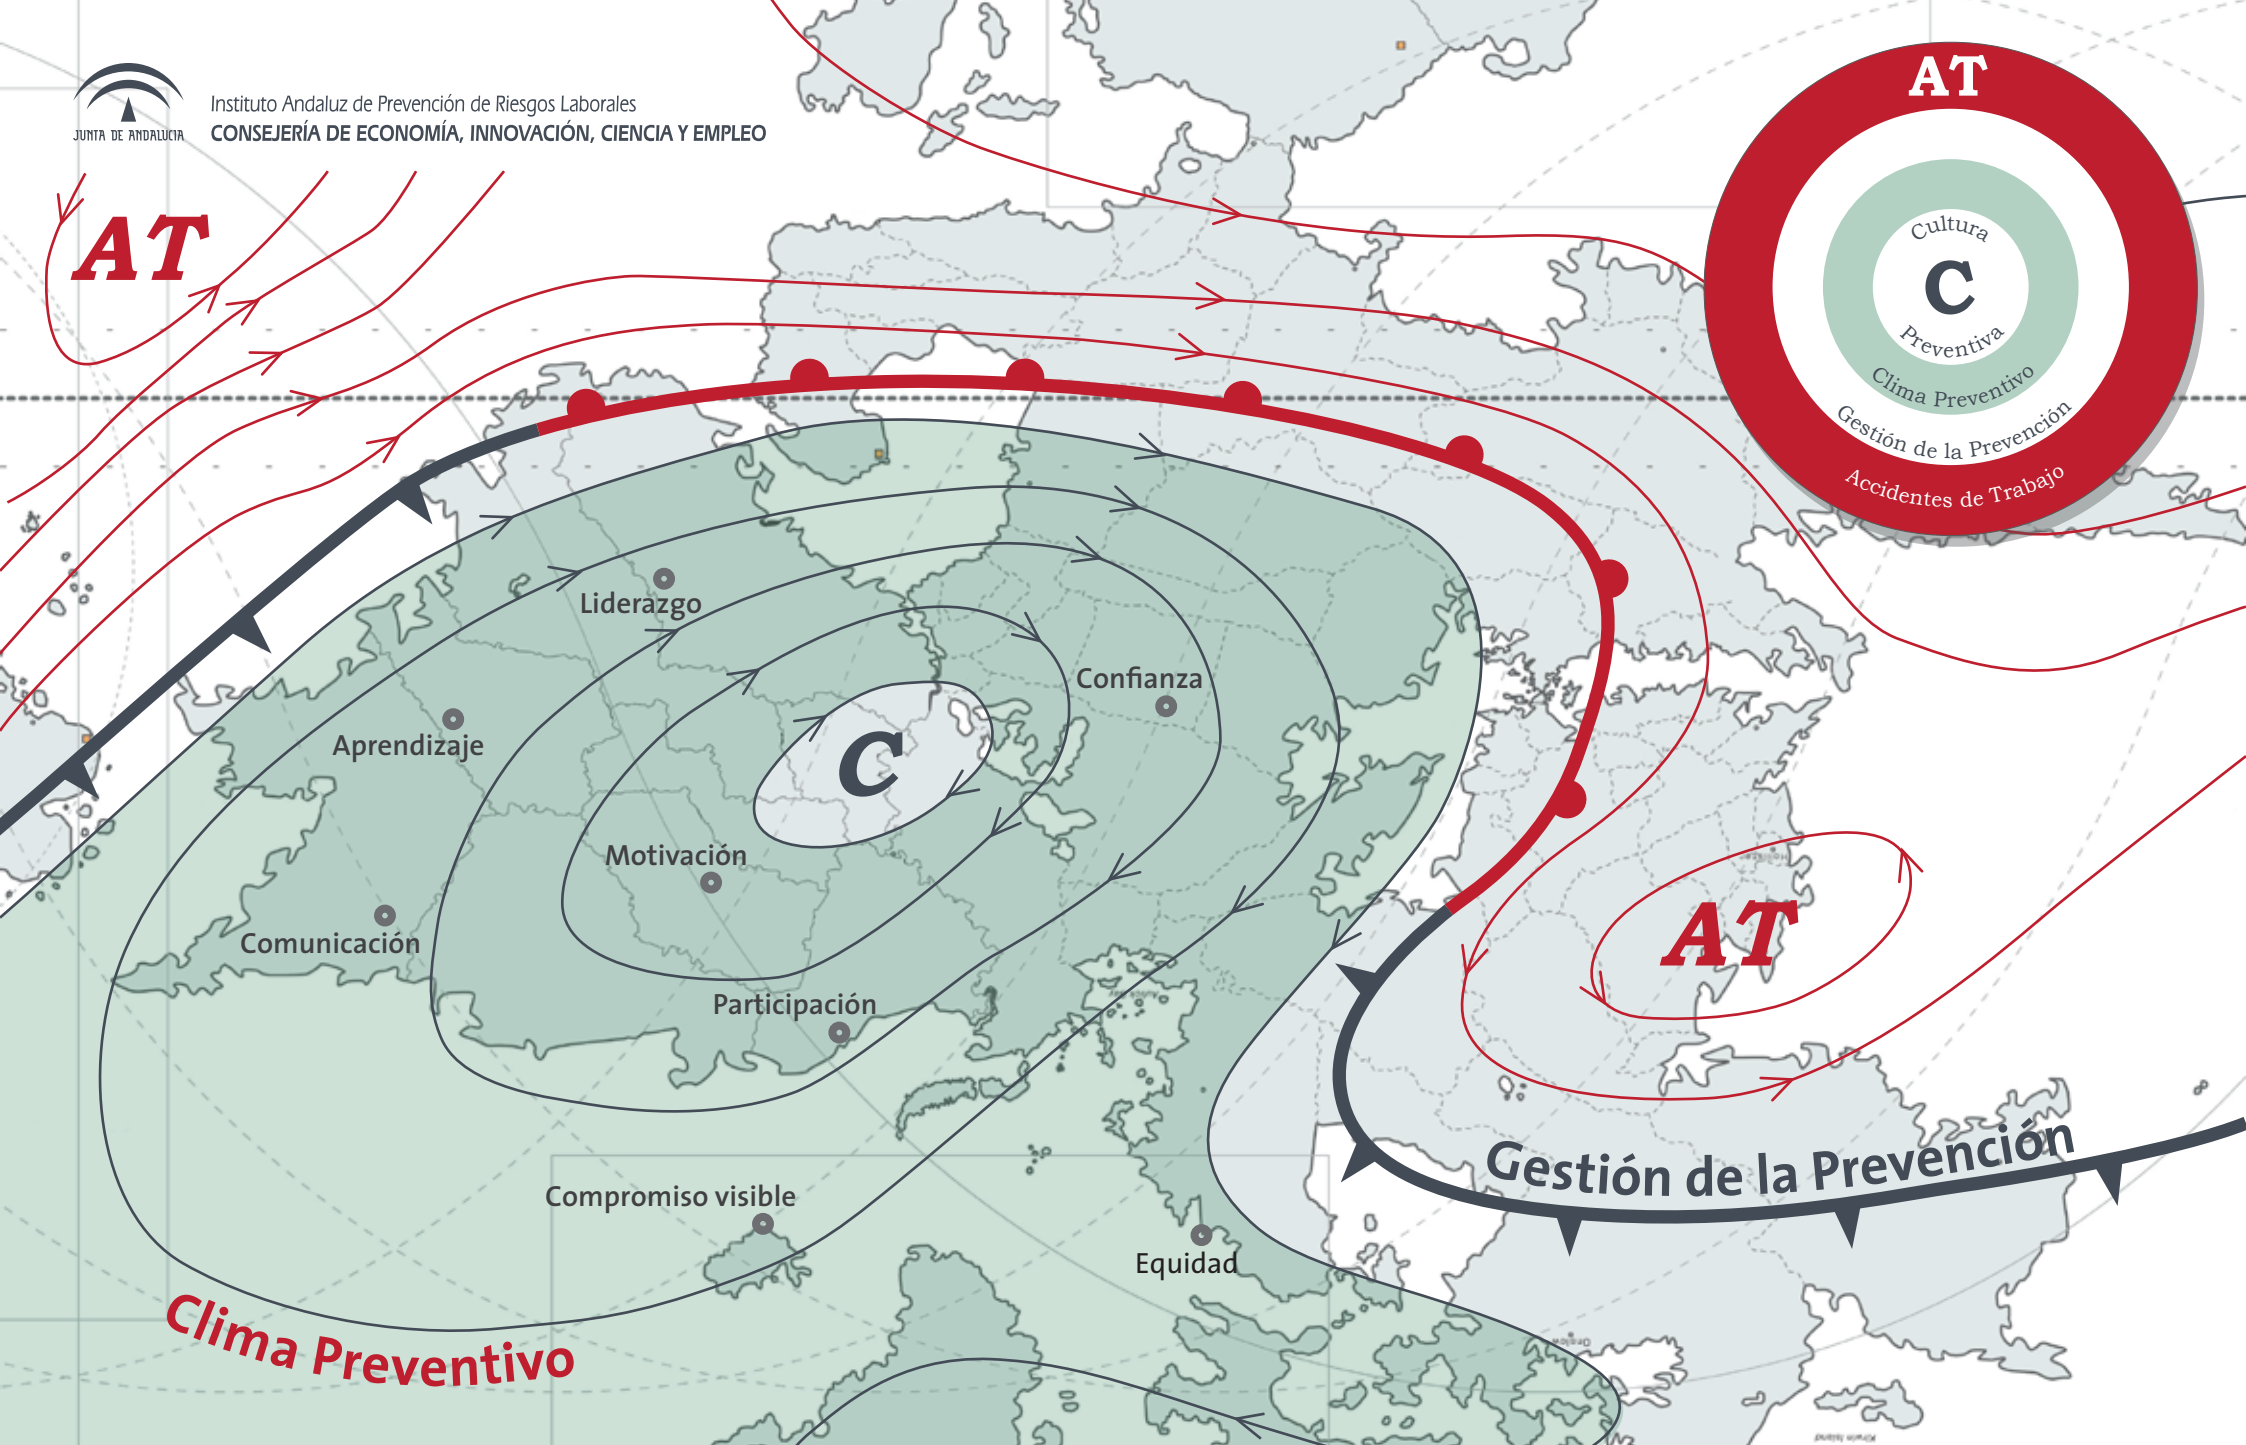 Instituto Andaluz de Prevención de Riesgos Laborales
JUNTA DE ANDALUCIA
CONSEJERÍA DE ECONOMÍA, INNOVACIÓN, CIENCIA Y EMPLEO
AT
AT
Cultura
C
Preventiva
Clima Preventivo
Gestión de la Prevención
Accidentes de Trabajo
Liderazgo
Confianza
Aprendizaje
C
Motivación
Comunicación
AT
Participación
Gestión de la Prevención
Compromiso visible
Equidad
Clima Preventivo